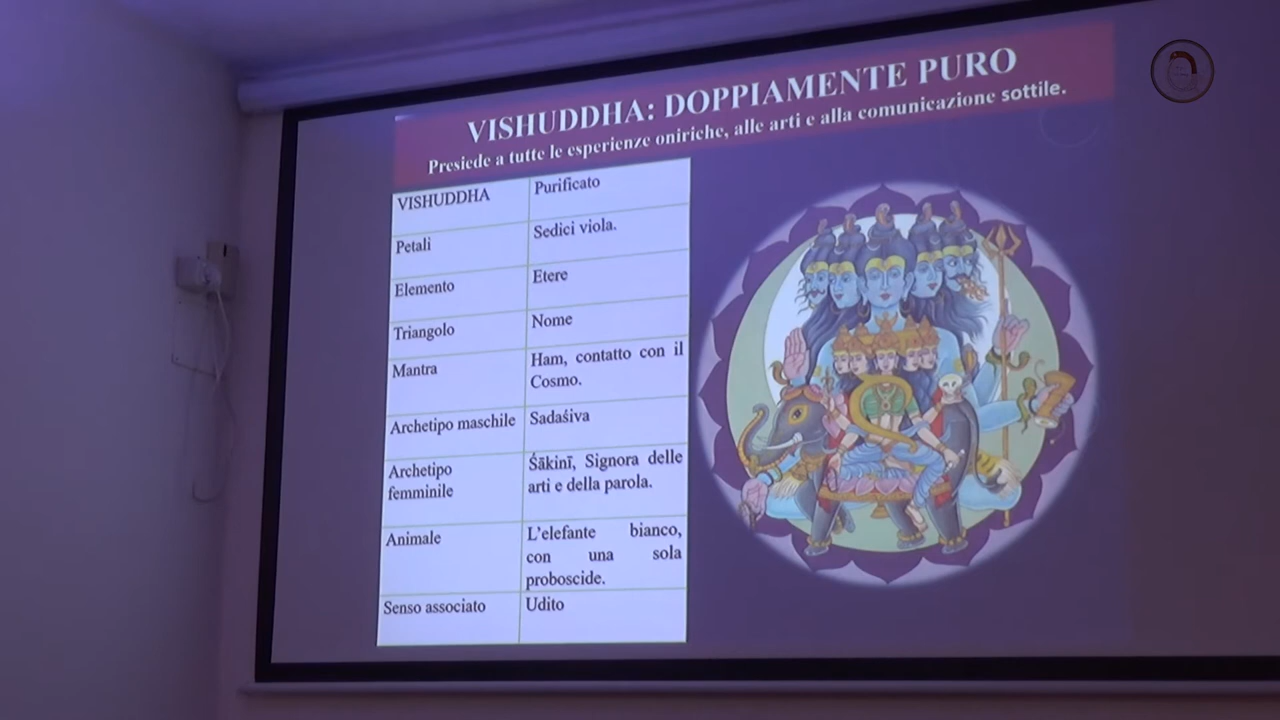 VISHUDDHA: DOPPIAMENTE PURO
Presiede a tutte le esperienze oniriche, alle arti e alla comunicazione sottile.
VISHUDDHA Purificato
Petali Sedici viola.
Elemento Etere
Triangolo Nome
Mantra Ham, contatto con il
Cosmo.
Archetipo maschile Sadaśiva
Archetipo
femminile
Śākinī, Signora delle
arti e della parola.
Animale L'elefante bianco,
con una sola
proboscide.
Senso associato Udito